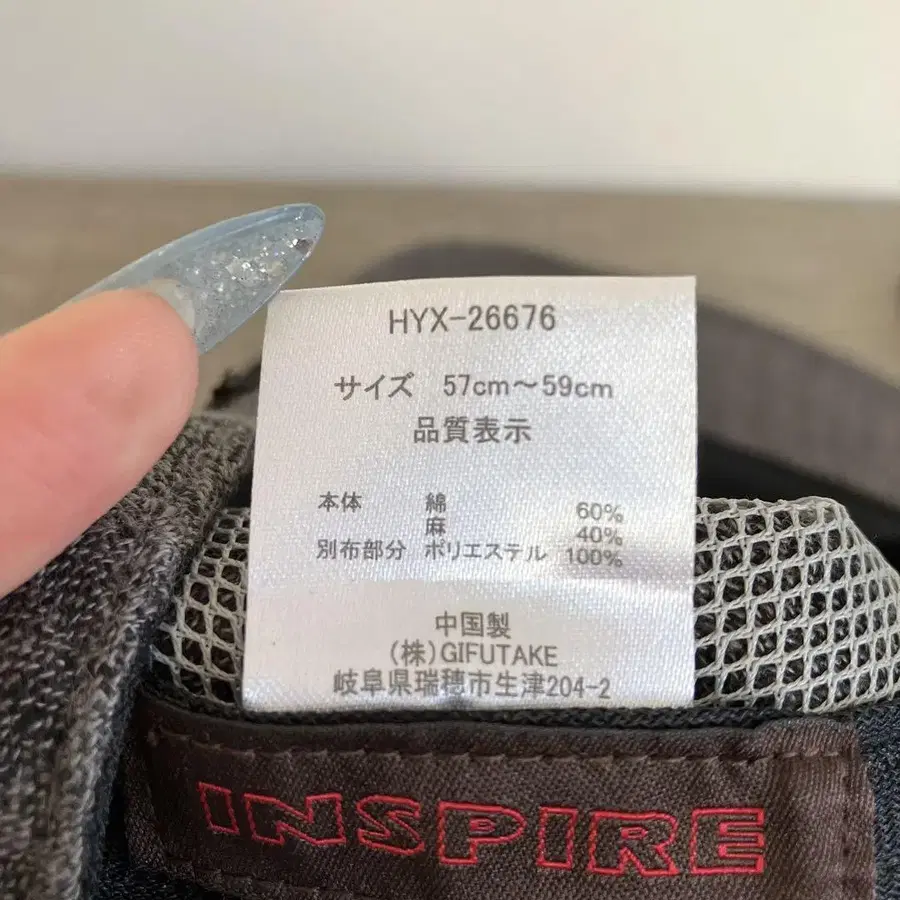 HYX-26676
サイズ 57cm～59cm
品質表示
本体 綿 60%
麻 40%
別布部分 ポリエステル 100%
中国製
(株)GIFUTAKE
岐阜県瑞穂市生津204-2
INSPIRE